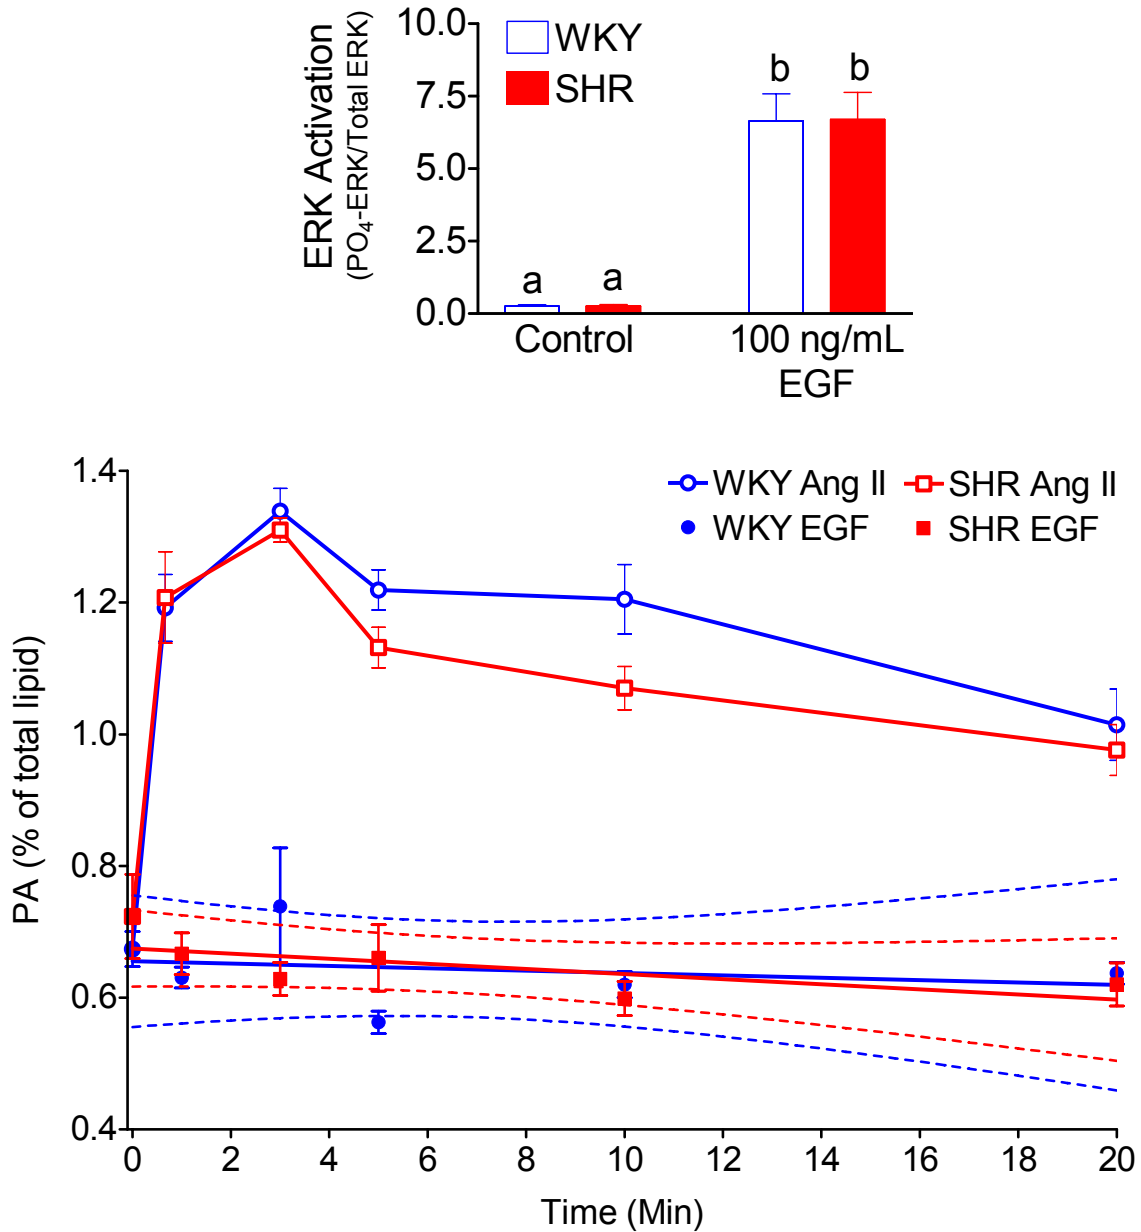 ERK Activation
(PO4-ERK/Total ERK)
10.0
7.5
5.0
2.5
0.0
WKY
SHR
a
a
b
b
Control
100 ng/mL
EGF
PA (% of total lipid)
1.4
1.2
1.0
0.8
0.6
0.4
WKY Ang II
SHR Ang II
WKY EGF
SHR EGF
0 2 4 6 8 10 12 14 16 18 20
Time (Min)